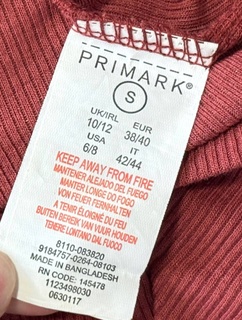 PRIMARK®
S
UK/IRL EUR
10/12 38/40
USA IT
6/8 42/44
KEEP AWAY FROM FIRE
MANTENER ALEJADO DEL FUEGO
MANTER LONGE DO FOGO
VON FEUER FERNHALTEN
A TENIR ÉLOIGNÉ DU FEU
BUITEN BEREIK VAN VUUR HOUDEN
TENERE LONTANO DAL FUOCO
8110-083820
9184757-0264-08103
MADE IN BANGLADESH
RN CODE: 145478
1123498030
0630117